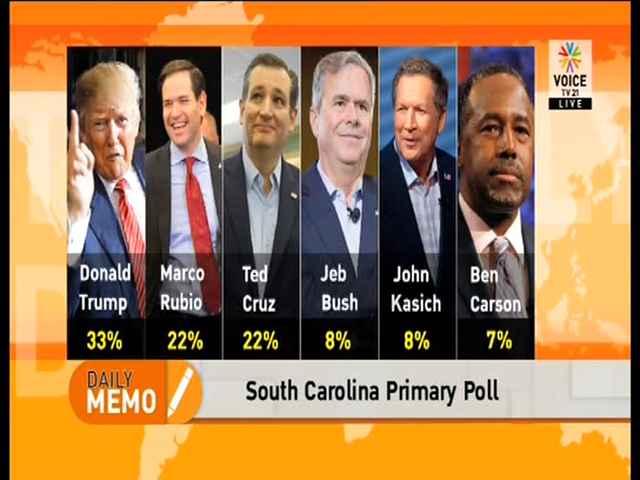 VOICE
TV 21
LIVE
Donald
Trump
33%
Marco
Rubio
22%
Ted
Cruz
22%
Jeb
Bush
8%
John
Kasich
8%
Ben
Carson
7%
DAILY
MEMO
South Carolina Primary Poll